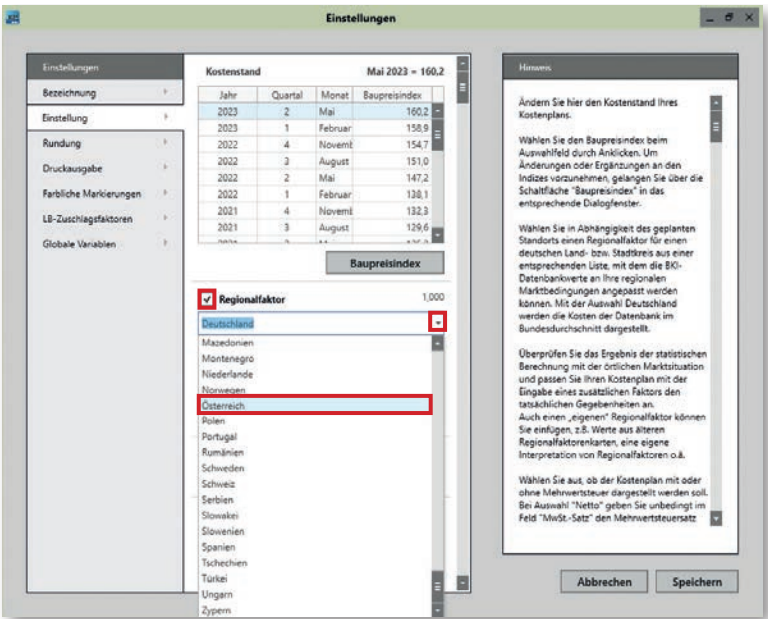 Einstellungen
Einstellungen
Bezeichnung
Einstellung
Rundung
Druckausgabe
Farbliche Markierungen
LB-Zuschlagsfaktoren
Globale Variablen
Kostenstand Mai 2023 = 160,2
Jahr Quartal Monat Baupreisindex
2023 2 Mai 160,2
2023 1 Februar 158,9
2022 4 Novemb 154,7
2022 3 August 151,0
2022 2 Mai 147,2
2022 1 Februar 138,1
2021 4 Novemb 132,3
2021 3 August 129,6
Baupreisindex
Regionalfaktor 1,000
Deutschland
Mazedonien
Montenegro
Niederlande
Norwegen
Österreich
Polen
Portugal
Rumänien
Schweden
Schweiz
Serbien
Slowakei
Slowenien
Spanien
Tschechien
Türkei
Ungarn
Zypern
Hinweis
Ändern Sie hier den Kostenstand Ihres
Kostenplans.
Wählen Sie den Baupreisindex beim
Auswahlfeld durch Anklicken. Um
Änderungen oder Ergänzungen an den
Indizes vorzunehmen, gelangen Sie über die
Schaltfläche "Baupreisindex" in das
entsprechende Dialogfenster.
Wählen Sie in Abhängigkeit des geplanten
Standorts einen Regionalfaktor für einen
deutschen Land- bzw. Stadtkreis aus einer
entsprechenden Liste, mit dem die BKI-
Datenbankwerte an Ihre regionalen
Marktbedingungen angepasst werden
können. Mit der Auswahl Deutschland
werden die Kosten der Datenbank im
Bundesdurchschnitt dargestellt.
Überprüfen Sie das Ergebnis der statistischen
Berechnung mit der örtlichen Marktsituation
und passen Sie Ihren Kostenplan mit der
Eingabe eines zusätzlichen Faktors den
tatsächlichen Gegebenheiten an.
Auch einen „eigenen" Regionalfaktor können
Sie einfügen, z.B. Werte aus älteren
Regionalfaktorenkarten, eine eigene
Interpretation von Regionalfaktoren o.ä.
Wählen Sie aus, ob der Kostenplan mit oder
ohne Mehrwertsteuer dargestellt werden soll.
Bei Auswahl "Netto" geben Sie unbedingt im
Feld "MwSt.-Satz" den Mehrwertsteuersatz
Abbrechen Speichern